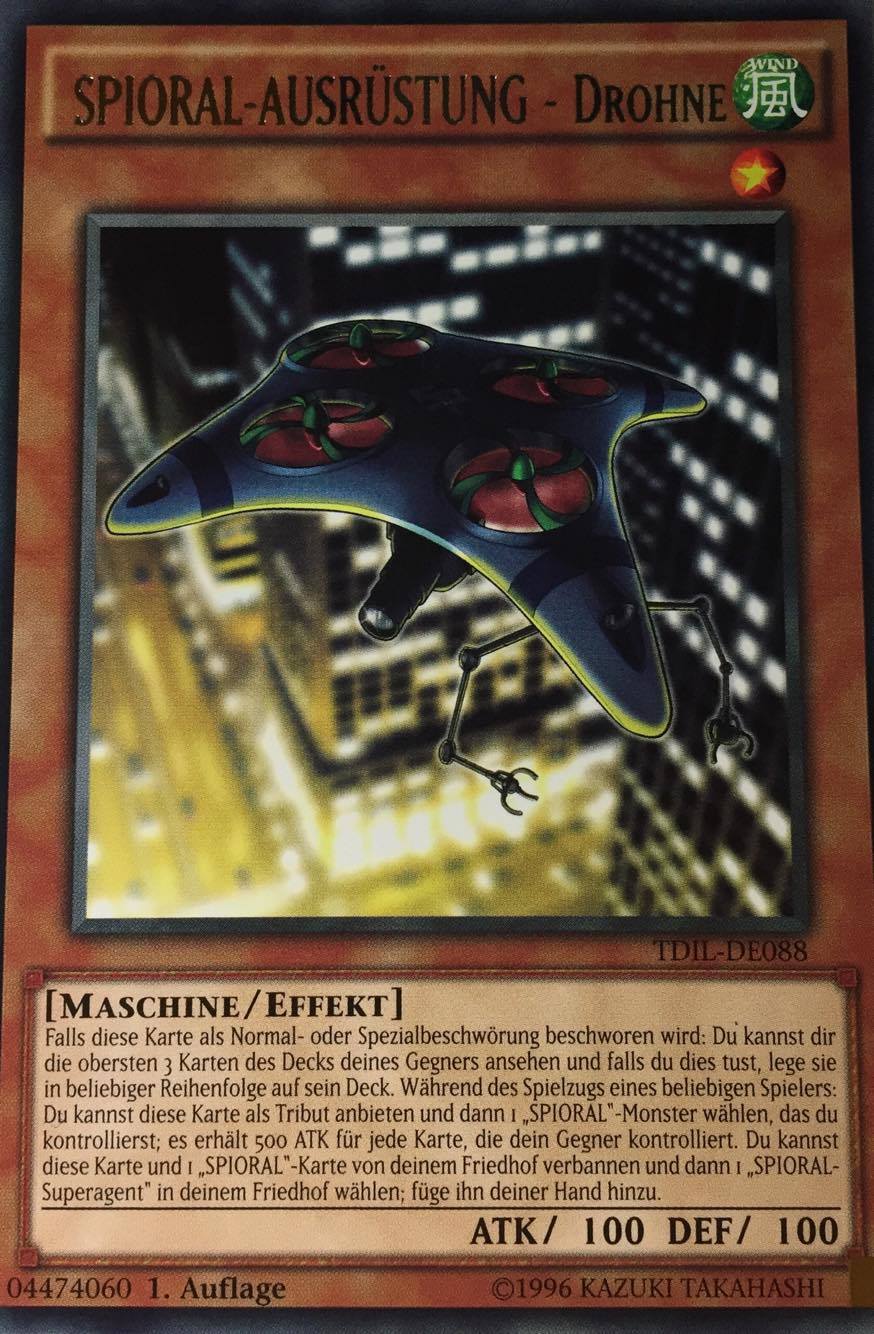 SPIORAL-AUSRÜSTUNG - DROHNE
WIND
風
TDIL-DE088
[MASCHINE/EFFEKT]
Falls diese Karte als Normal- oder Spezialbeschwörung beschworen wird: Du kannst dir
die obersten 3 Karten des Decks deines Gegners ansehen und falls du dies tust, lege sie
in beliebiger Reihenfolge auf sein Deck. Während des Spielzugs eines beliebigen Spielers:
Du kannst diese Karte als Tribut anbieten und dann 1 „SPIORAL"-Monster wählen, das du
kontrollierst; es erhält 500 ATK für jede Karte, die dein Gegner kontrolliert. Du kannst
diese Karte und 1 „SPIORAL"-Karte von deinem Friedhof verbannen und dann 1 „SPIORAL-
Superagent" in deinem Friedhof wählen; füge ihn deiner Hand hinzu.
ATK/ 100 DEF/ 100
04474060 1. Auflage ©1996 KAZUKI TAKAHASHI